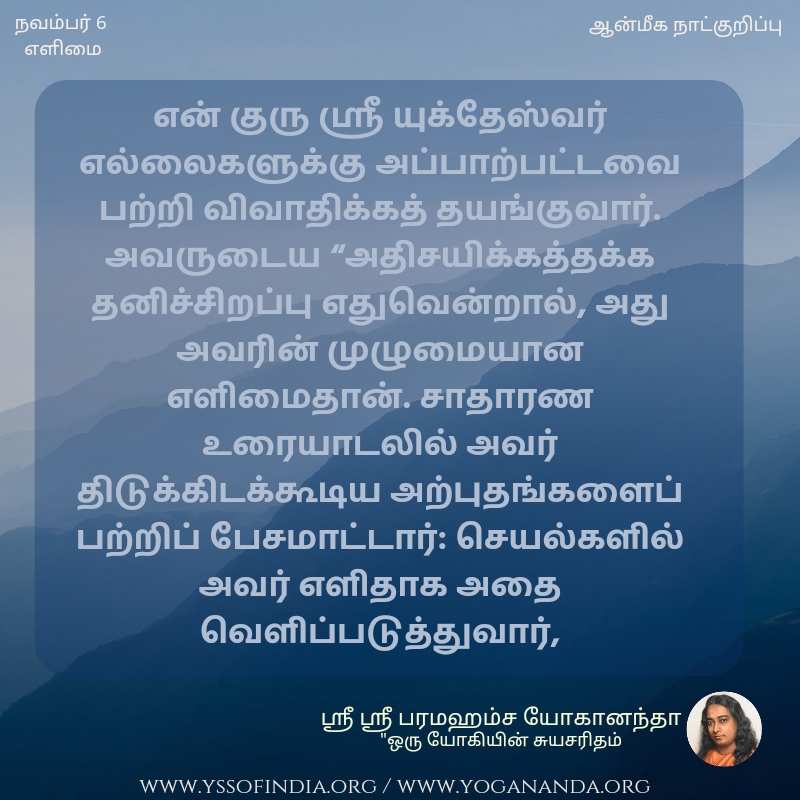 நவம்பர் 6
எளிமை
ஆன்மீக நாட்குறிப்பு
என் குரு ஸ்ரீ யுக்தேஸ்வர்
எல்லைகளுக்கு அப்பாற்பட்டவை
பற்றி விவாதிக்கத் தயங்குவார்.
அவருடைய “அதிசயிக்கத்தக்க
தனிச்சிறப்பு எதுவென்றால், அது
அவரின் முழுமையான
எளிமைதான். சாதாரண
உரையாடலில் அவர்
திடுக்கிடக்கூடிய அற்புதங்களைப்
பற்றிப் பேசமாட்டார்: செயல்களில்
அவர் எளிதாக அதை
வெளிப்படுத்துவார்,
ஸ்ரீ ஸ்ரீ பரமஹம்ச யோகானந்தா
"ஒரு யோகியின் சுயசரிதம்
WWW.YSSOFINDIA.ORG / WWW.YOGANANDA.ORG